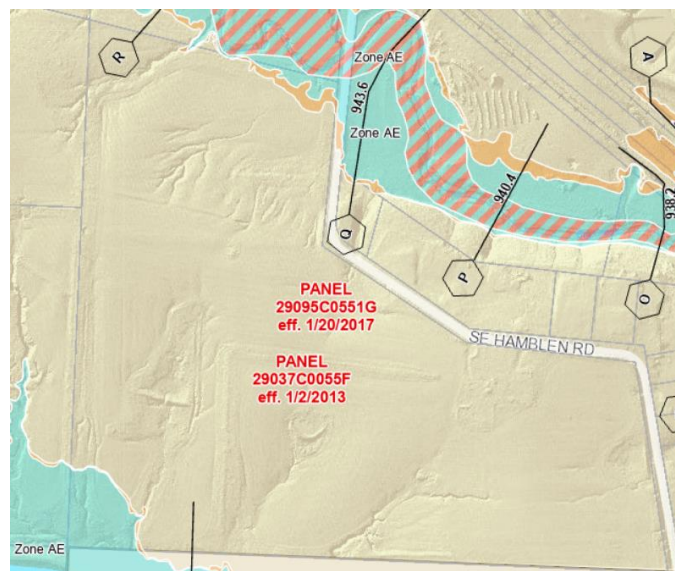 R
A
Zone AE
943.6
Zone AE
940.4
938.2
Q
P
O
PANEL
29095C0551G
eff. 1/20/2017
SE HAMBLEN RD
PANEL
29037C0055F
eff. 1/2/2013
Zone AE